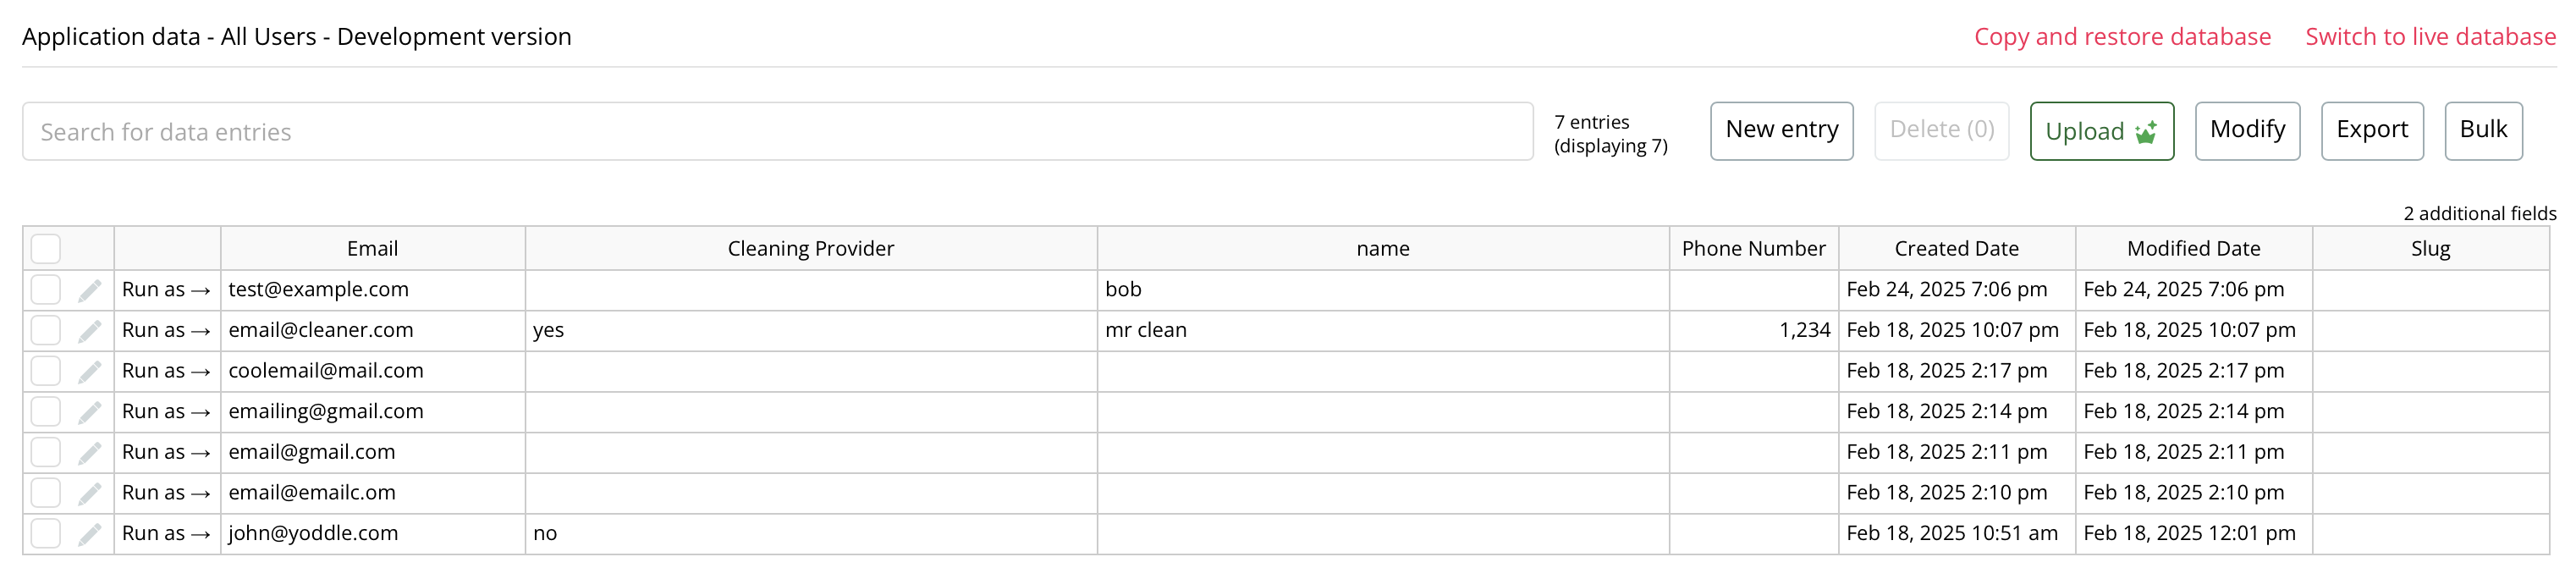 Application data - All Users - Development version
Copy and restore database Switch to live database
Search for data entries
7 entries
(displaying 7)
New entry Delete (0) Upload Modify Export Bulk
2 additional fields
Email Cleaning Provider name Phone Number Created Date Modified Date Slug
Run as → test@example.com bob Feb 24, 2025 7:06 pm Feb 24, 2025 7:06 pm
Run as → email@cleaner.com yes mr clean 1,234 Feb 18, 2025 10:07 pm Feb 18, 2025 10:07 pm
Run as → coolemail@mail.com Feb 18, 2025 2:17 pm Feb 18, 2025 2:17 pm
Run as → emailing@gmail.com Feb 18, 2025 2:14 pm Feb 18, 2025 2:14 pm
Run as → email@gmail.com Feb 18, 2025 2:11 pm Feb 18, 2025 2:11 pm
Run as → email@emailc.om Feb 18, 2025 2:10 pm Feb 18, 2025 2:10 pm
Run as → john@yoddle.com no Feb 18, 2025 10:51 am Feb 18, 2025 12:01 pm